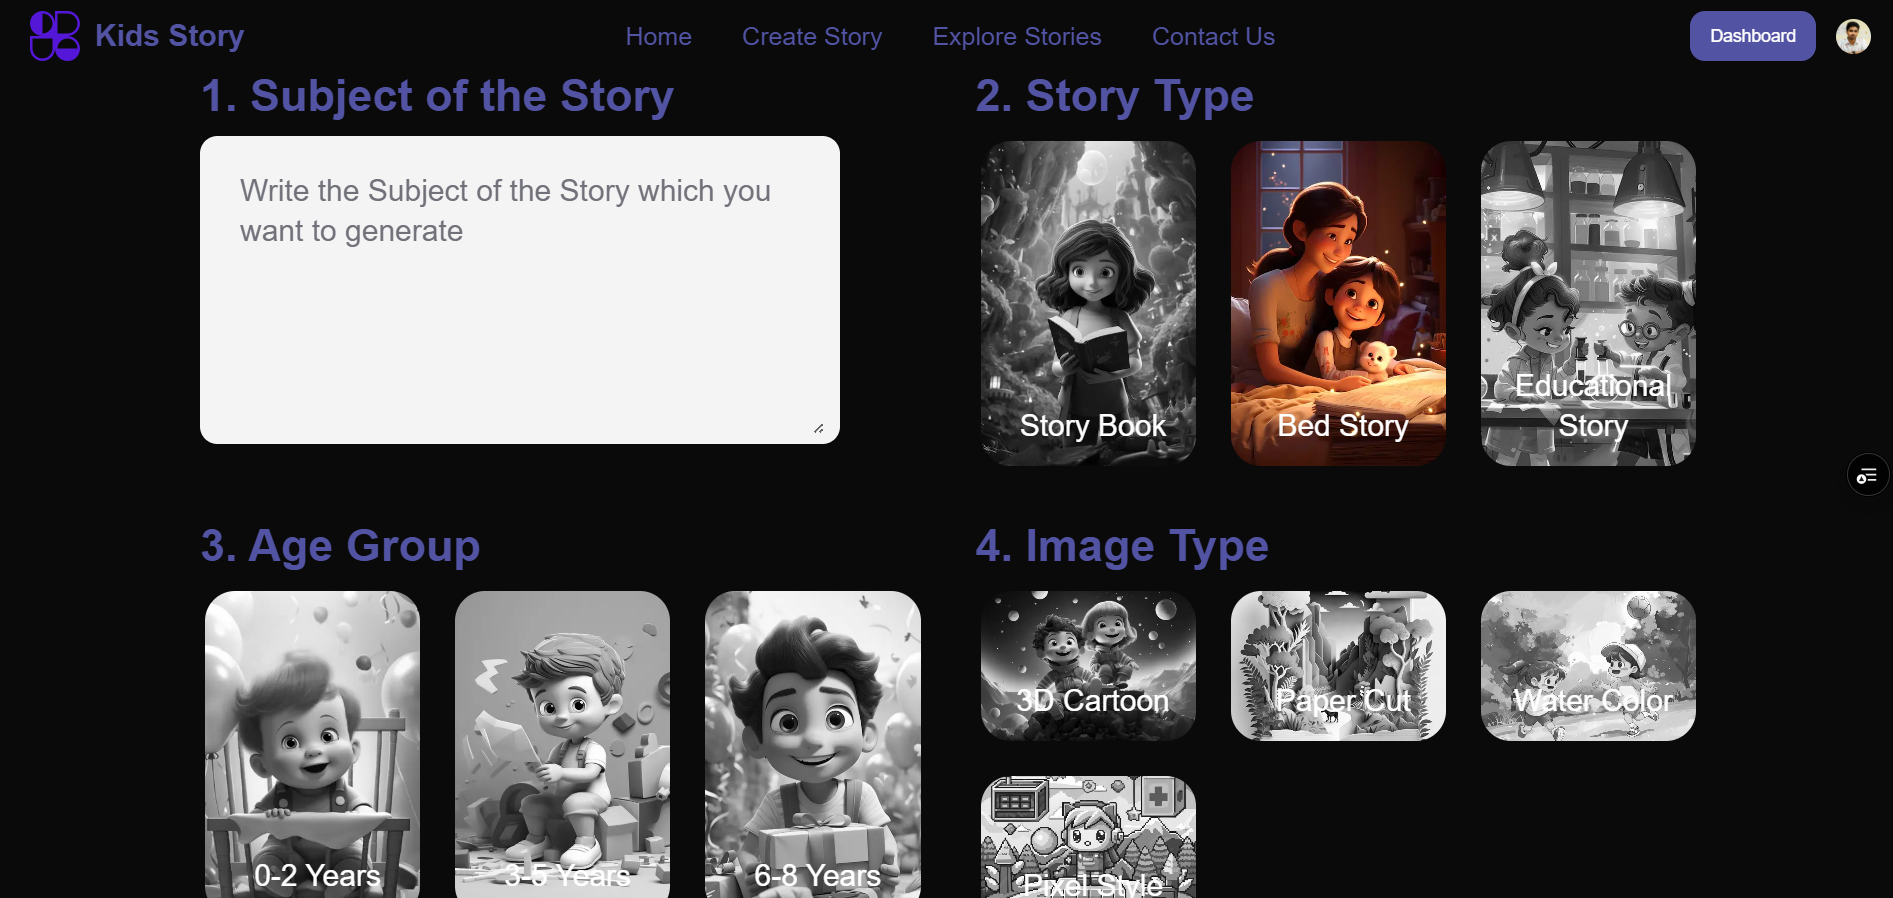 Kids Story
Home
Create Story
Explore Stories
Contact Us
Dashboard
1. Subject of the Story
Write the Subject of the Story which you
want to generate
2. Story Type
Story Book
Bed Story
Educational
Story
3. Age Group
0-2 Years
3-5 Years
6-8 Years
4. Image Type
3D Cartoon
Paper Cut
Water Color
Pixel Style